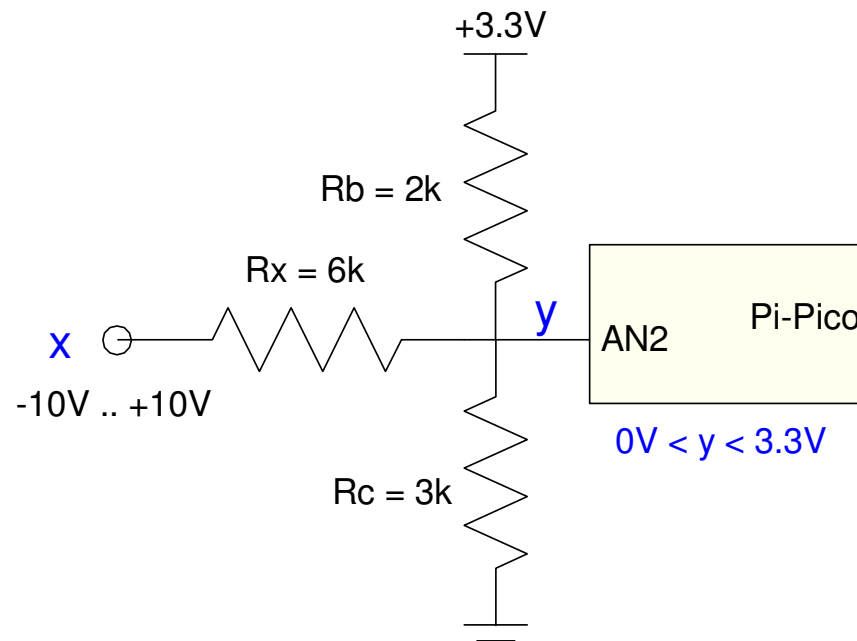 +3.3V
Rb = 2k
Rx = 6k
x
y
AN2
Pi-Pico
-10V .. +10V
0V < y < 3.3V
Rc = 3k